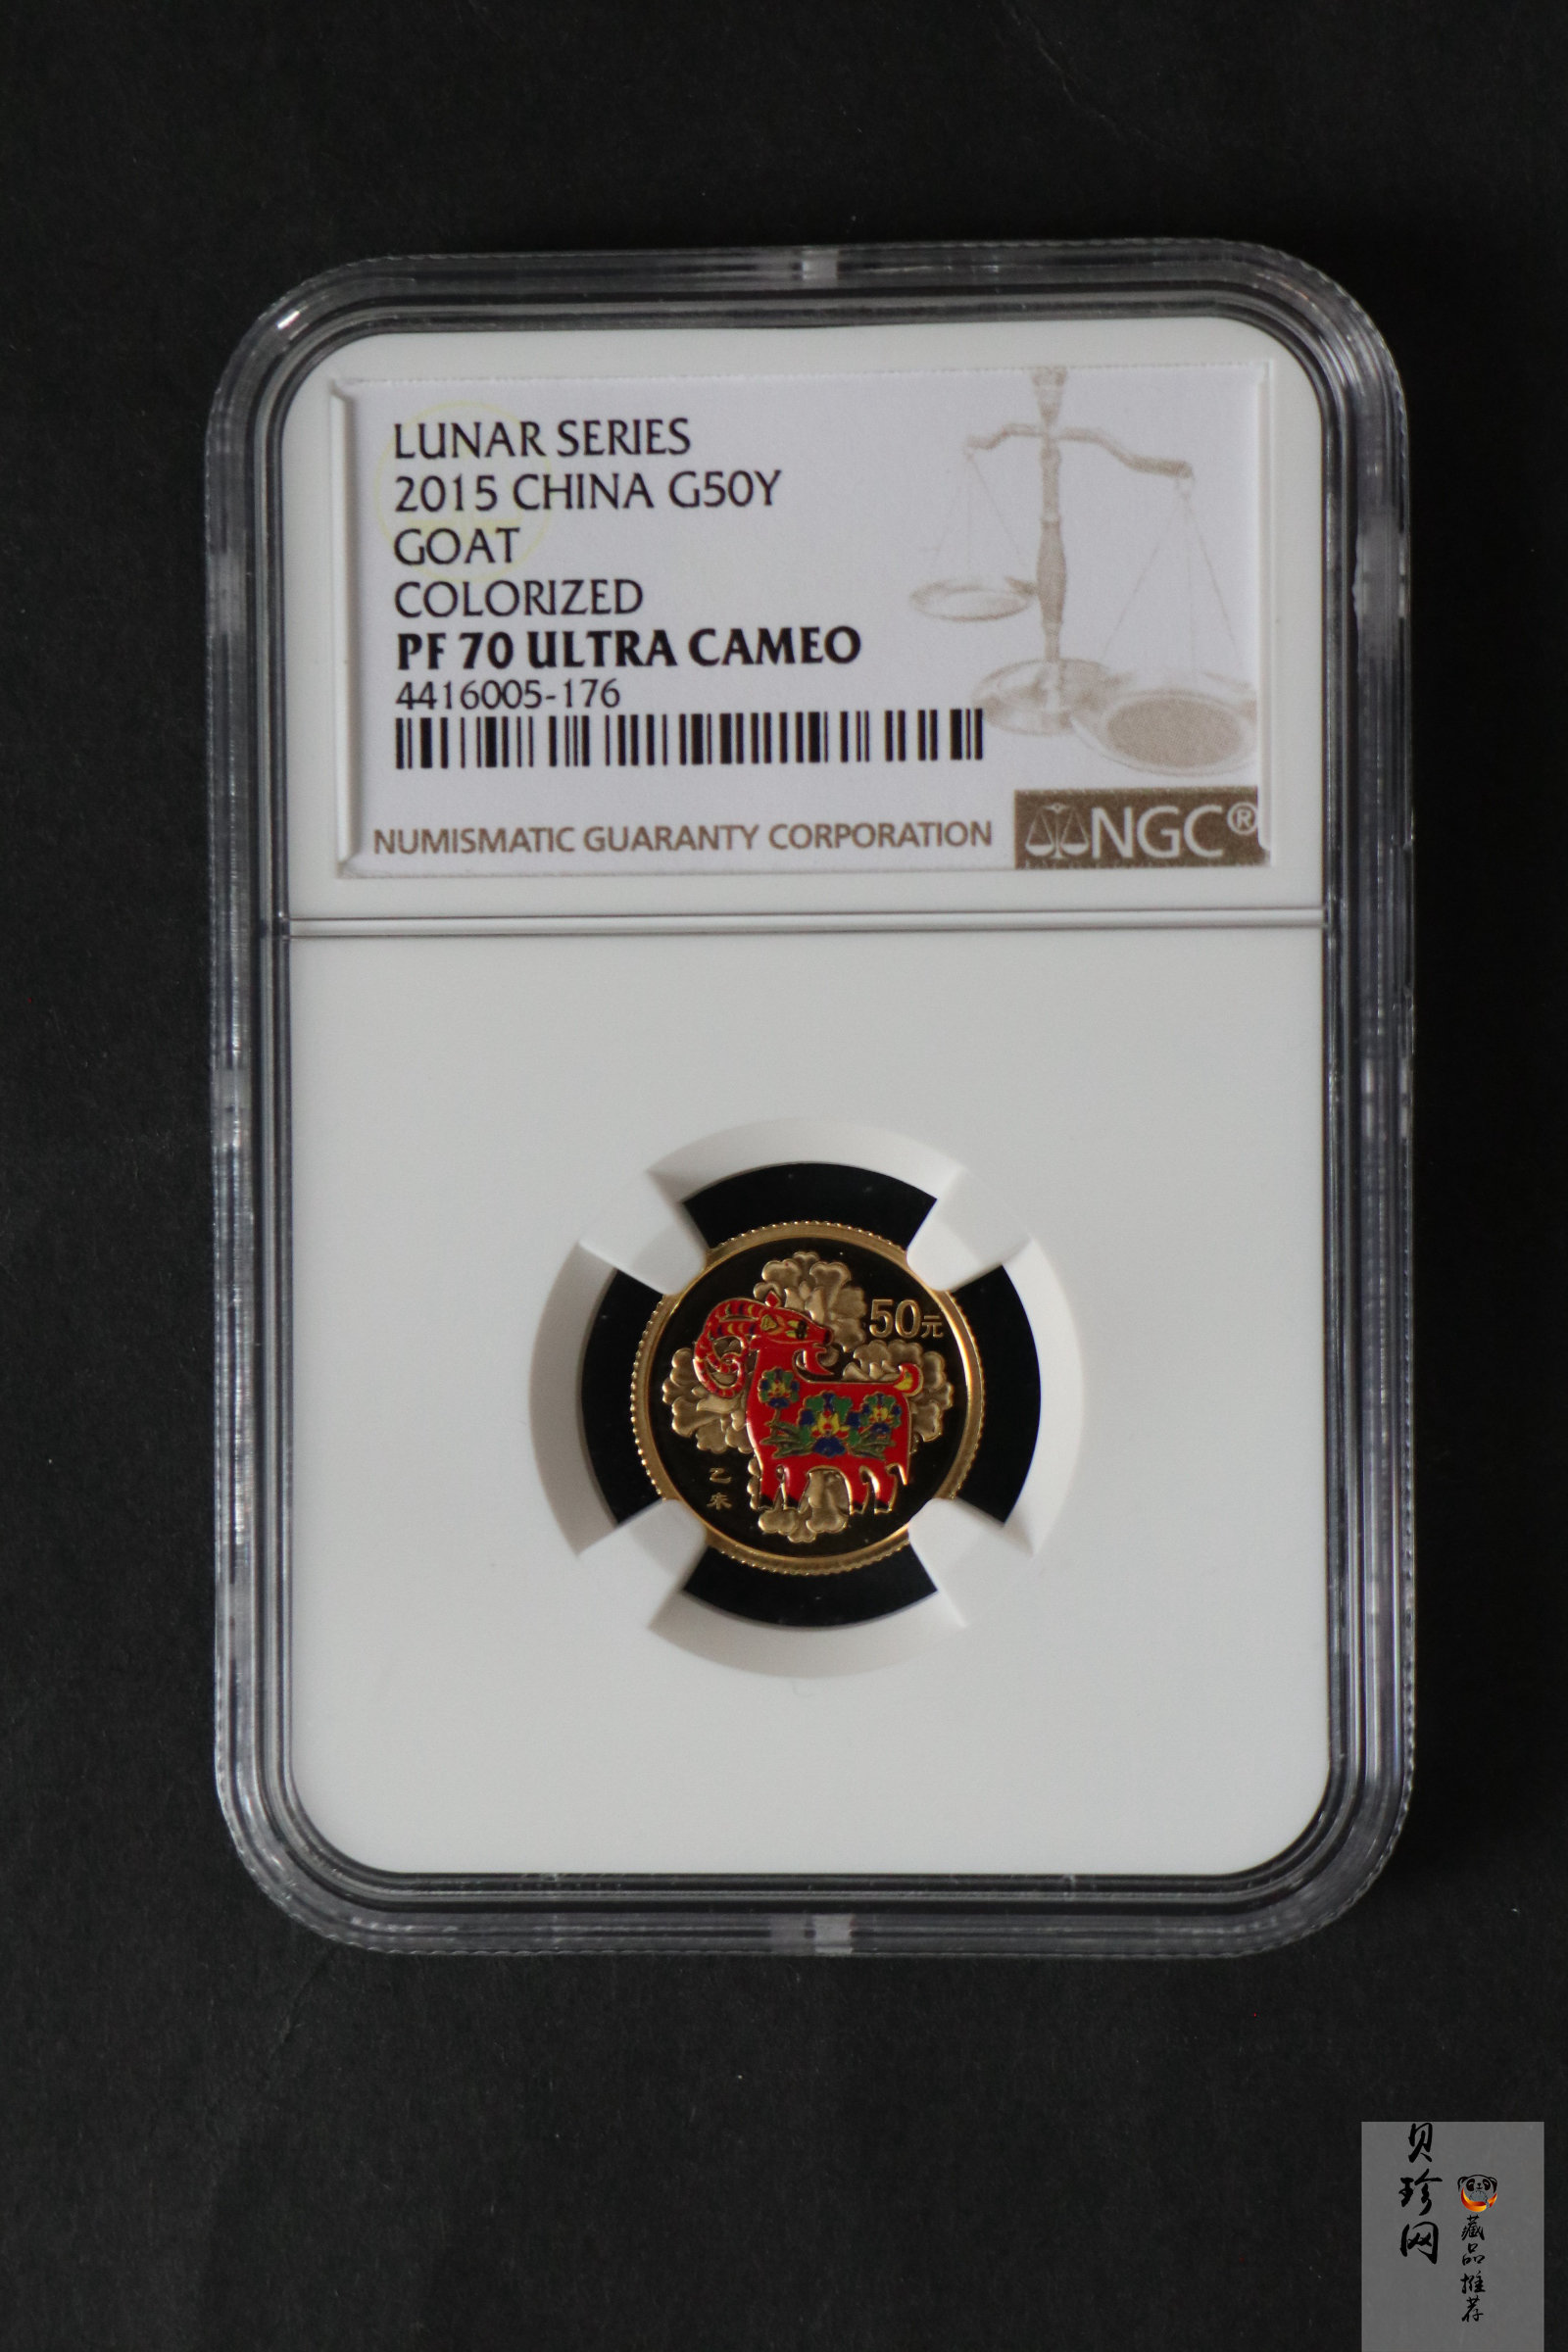 LUNAR SERIES
2015 CHINA G50Y
GOAT
COLORIZED
PF 70 ULTRA CAMEO
4416005-176
NUMISMATIC GUARANTY CORPORATION
NGC®
50元
乙
未
贝珍网
藏品推荐